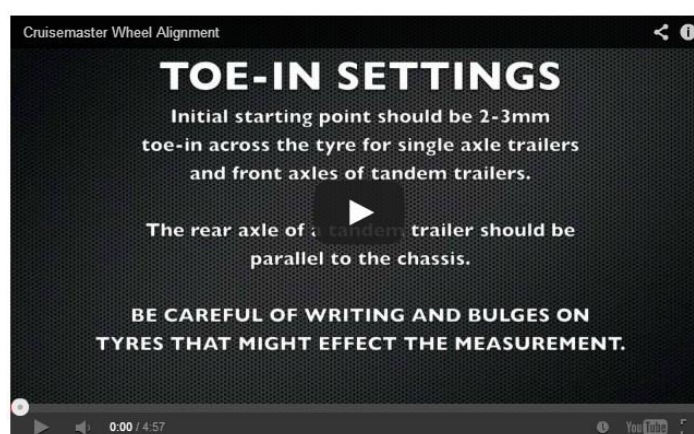 Cruisemaster Wheel Alignment
TOE-IN SETTINGS
Initial starting point should be 2-3mm
toe-in across the tyre for single axle trailers
and front axles of tandem trailers.
The rear axle of a tandem trailer should be
parallel to the chassis.
BE CAREFUL OF WRITING AND BULGES ON
TYRES THAT MIGHT EFFECT THE MEASUREMENT.
0:00 / 4:57
YouTube